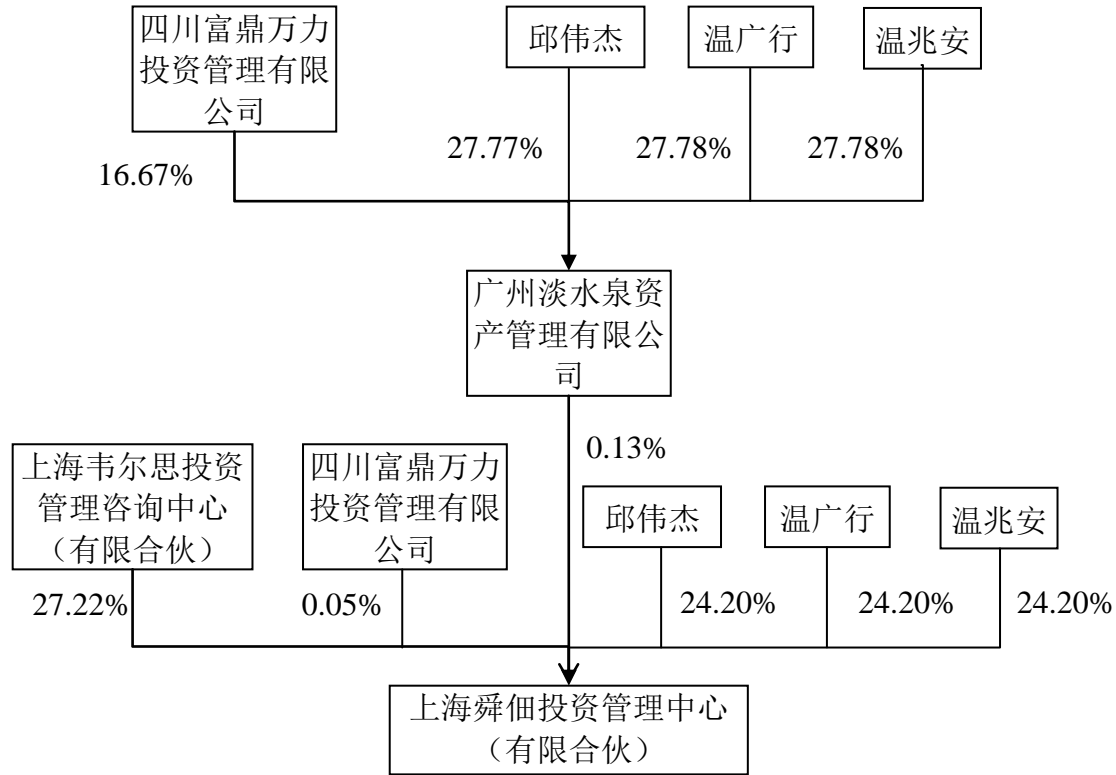 四川富鼎万力
投资管理有限
公司
邱伟杰
温广行
温兆安
16.67%
27.77%
27.78%
27.78%
广州淡水泉资
产管理有限公
司
0.13%
上海韦尔思投资
管理咨询中心
（有限合伙）
四川富鼎万力
投资管理有限
公司
邱伟杰
温广行
温兆安
27.22%
0.05%
24.20%
24.20%
24.20%
上海舜佃投资管理中心
（有限合伙）